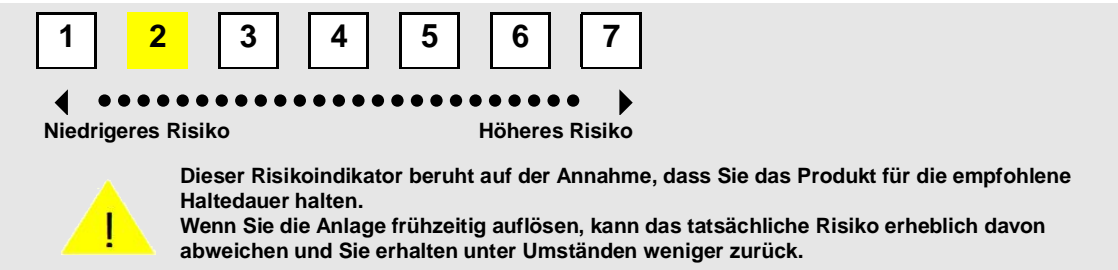 1 2 3 4 5 6 7
Niedrigeres Risiko Höheres Risiko
Dieser Risikoindikator beruht auf der Annahme, dass Sie das Produkt für die empfohlene
Haltedauer halten.
Wenn Sie die Anlage frühzeitig auflösen, kann das tatsächliche Risiko erheblich davon
abweichen und Sie erhalten unter Umständen weniger zurück.
!